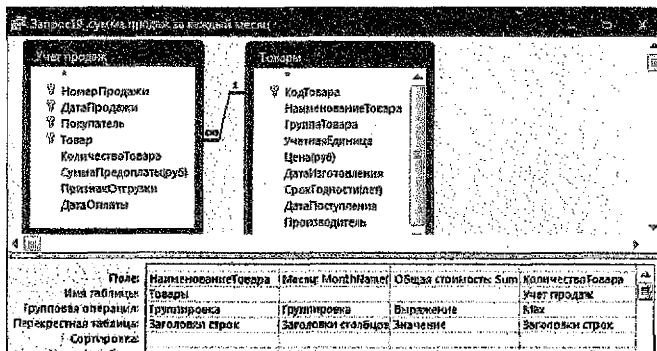 Запрос18_сумма продаж за каждый месяц
Учет продаж
*
НомерПродажи
ДатаПродажи
Покупатель
Товар
КоличествоТовара
СуммаПредоплаты(руб)
ПризнакОтгрузки
ДатаОплаты
1
∞
Товары
*
КодТовара
НаименованиеТовара
ГруппаТовара
УчетнаяЕдиница
Цена(руб)
ДатаИзготовления
СрокГодности(лет)
ДатаПоступления
Производитель
Поле: НаименованиеТовара Месяц: MonthName( Общая стоимость: Sum КоличествоТовара
Имя таблицы: Товары Учет продаж
Групповая операция: Группировка Группировка Выражение Max
Перекрестная таблица: Заголовки строк Заголовки столбцов Значение Заголовки строк
Сортировка: